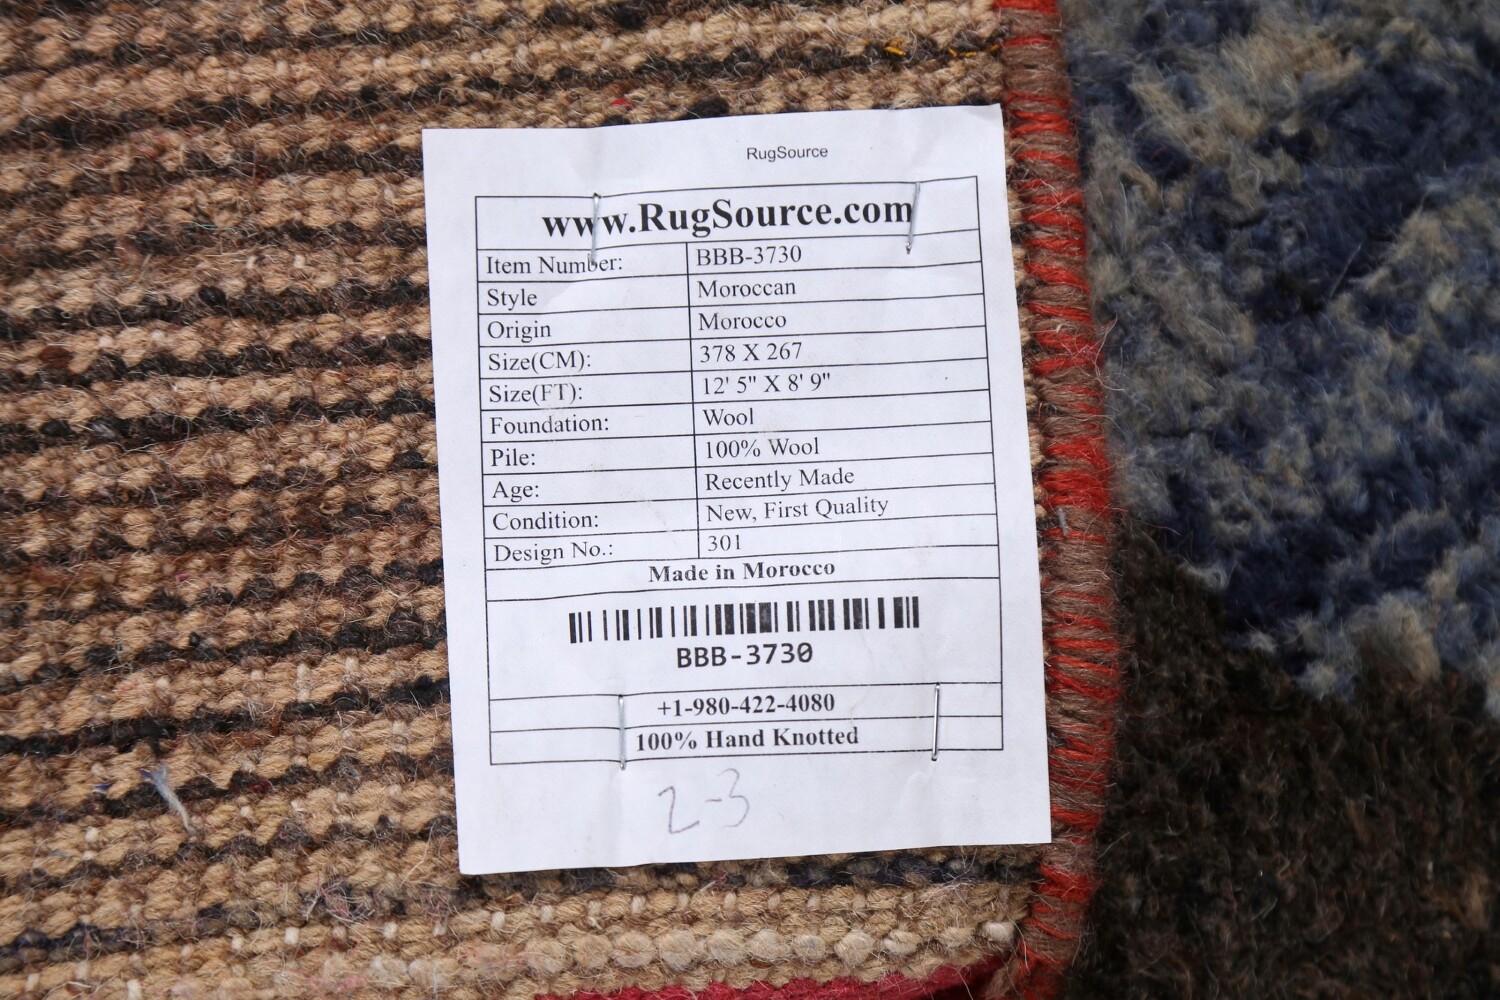 RugSource
www.RugSource.com
Item Number: BBB-3730
Style Moroccan
Origin Morocco
Size(CM): 378 X 267
Size(FT): 12' 5" X 8' 9"
Foundation: Wool
Pile: 100% Wool
Age: Recently Made
Condition: New, First Quality
Design No.: 301
Made in Morocco
BBB-3730
+1-980-422-4080
100% Hand Knotted
2-3